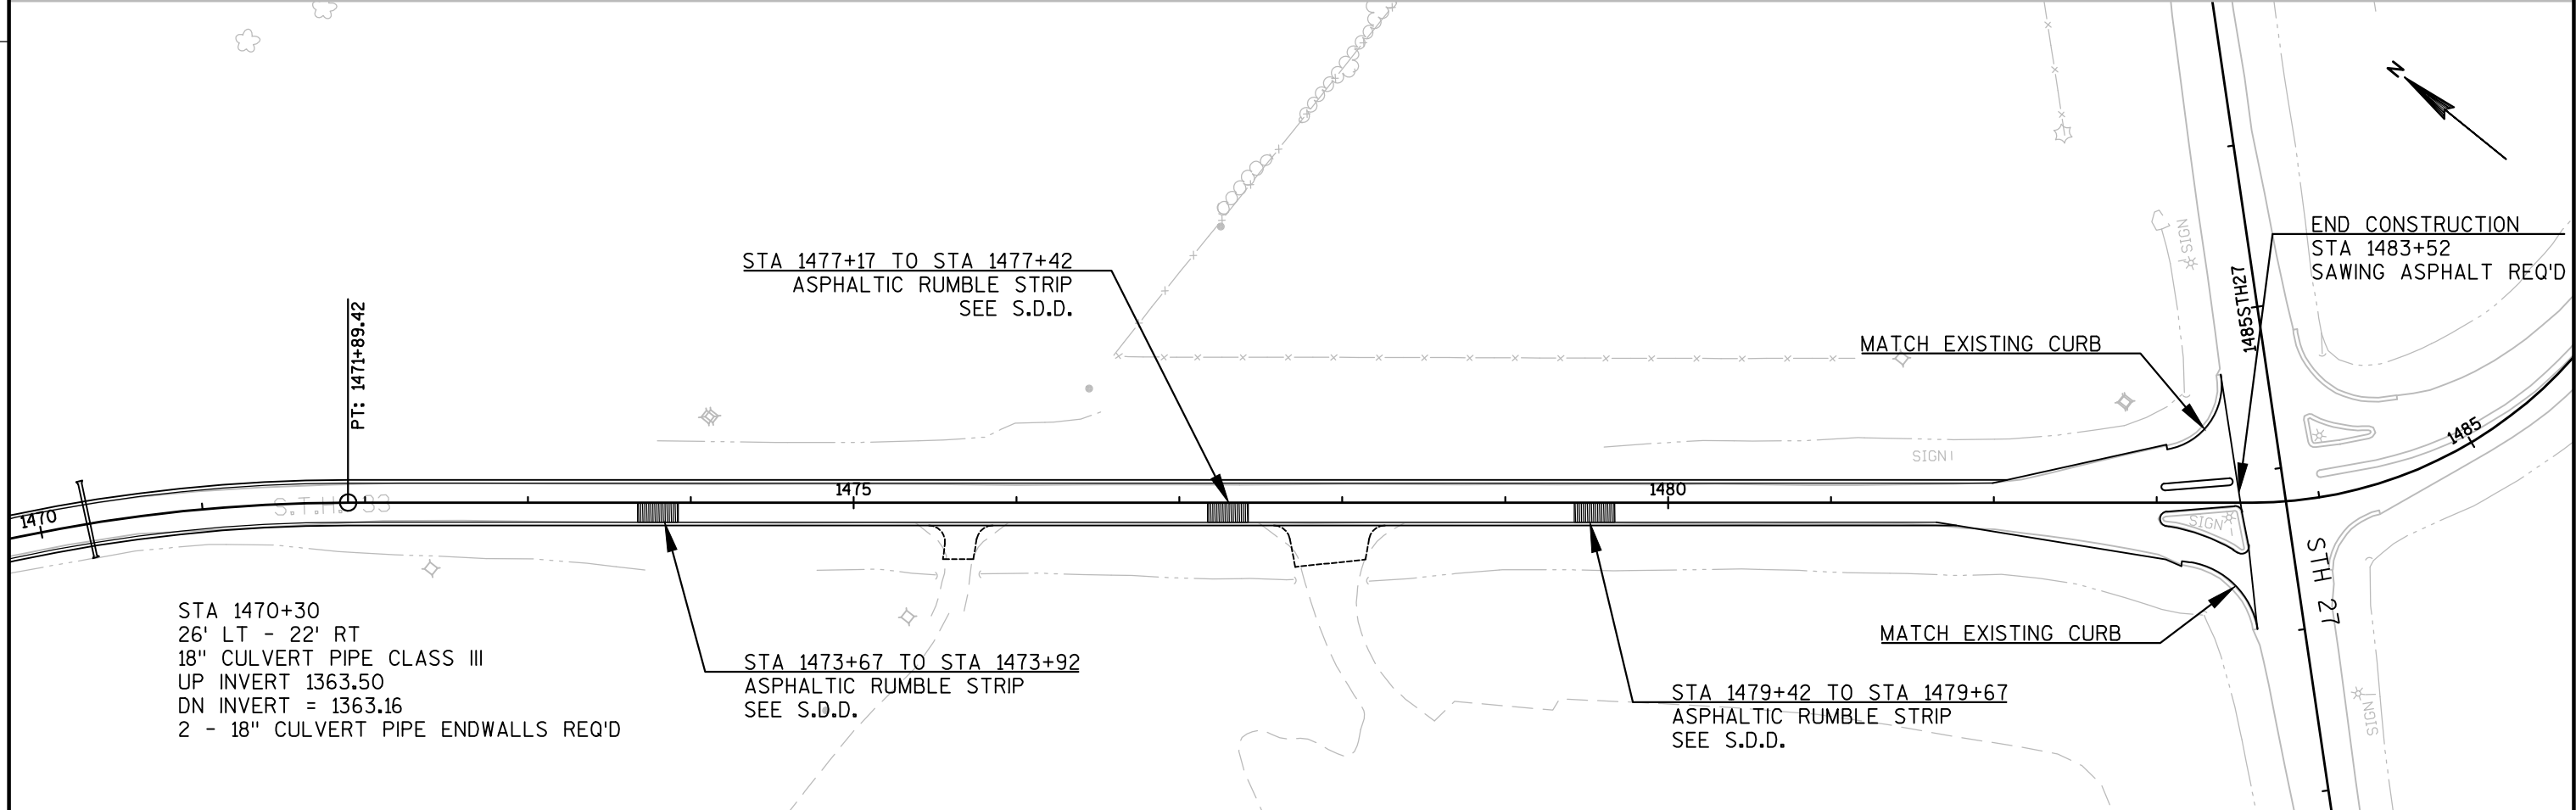 N
END CONSTRUCTION
STA 1483+52
SAWING ASPHALT REQ'D
SIGN
STA 1477+17 TO STA 1477+42
ASPHALTIC RUMBLE STRIP
SEE S.D.D.
1485STH27
PT: 1471+89.42
MATCH EXISTING CURB
SIGN
1485
1475
1480
S.T.H. 33
1470
SIGN
STH 27
STA 1470+30
26' LT - 22' RT
18" CULVERT PIPE CLASS III
UP INVERT 1363.50
DN INVERT = 1363.16
2 - 18" CULVERT PIPE ENDWALLS REQ'D
STA 1473+67 TO STA 1473+92
ASPHALTIC RUMBLE STRIP
SEE S.D.D.
MATCH EXISTING CURB
STA 1479+42 TO STA 1479+67
ASPHALTIC RUMBLE STRIP
SEE S.D.D.
SIGN